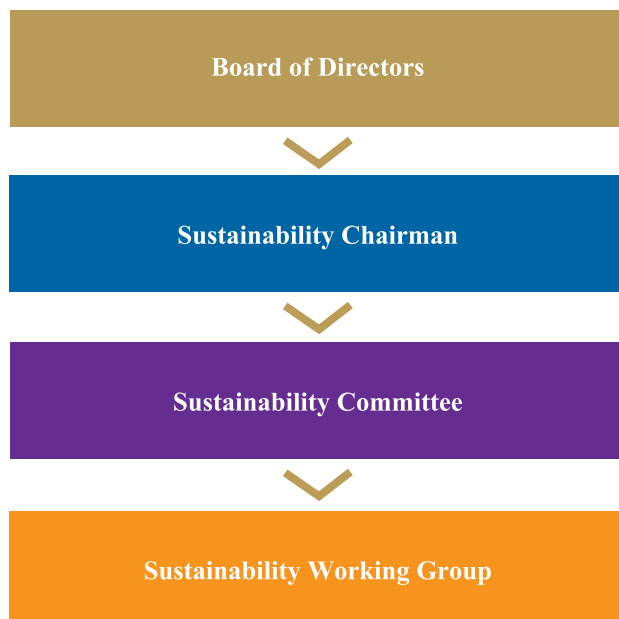 Board of Directors
Sustainability Chairman
Sustainability Committee
Sustainability Working Group